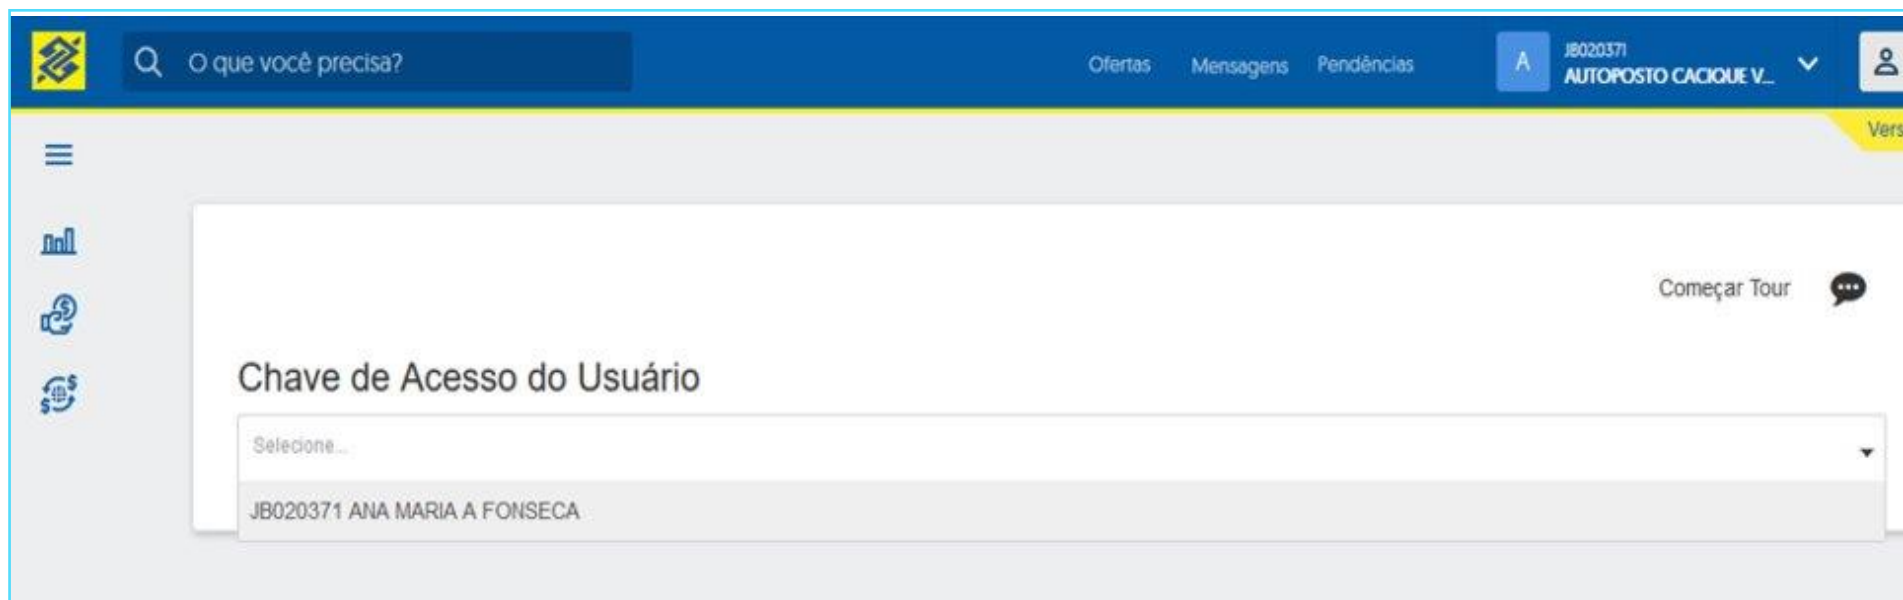 O que você precisa?
Ofertas Mensagens Pendências
A
JB020371
AUTOPOSTO CACIQUE V...
Vers
Começar Tour
Chave de Acesso do Usuário
Selecione...
JB020371 ANA MARIA A FONSECA